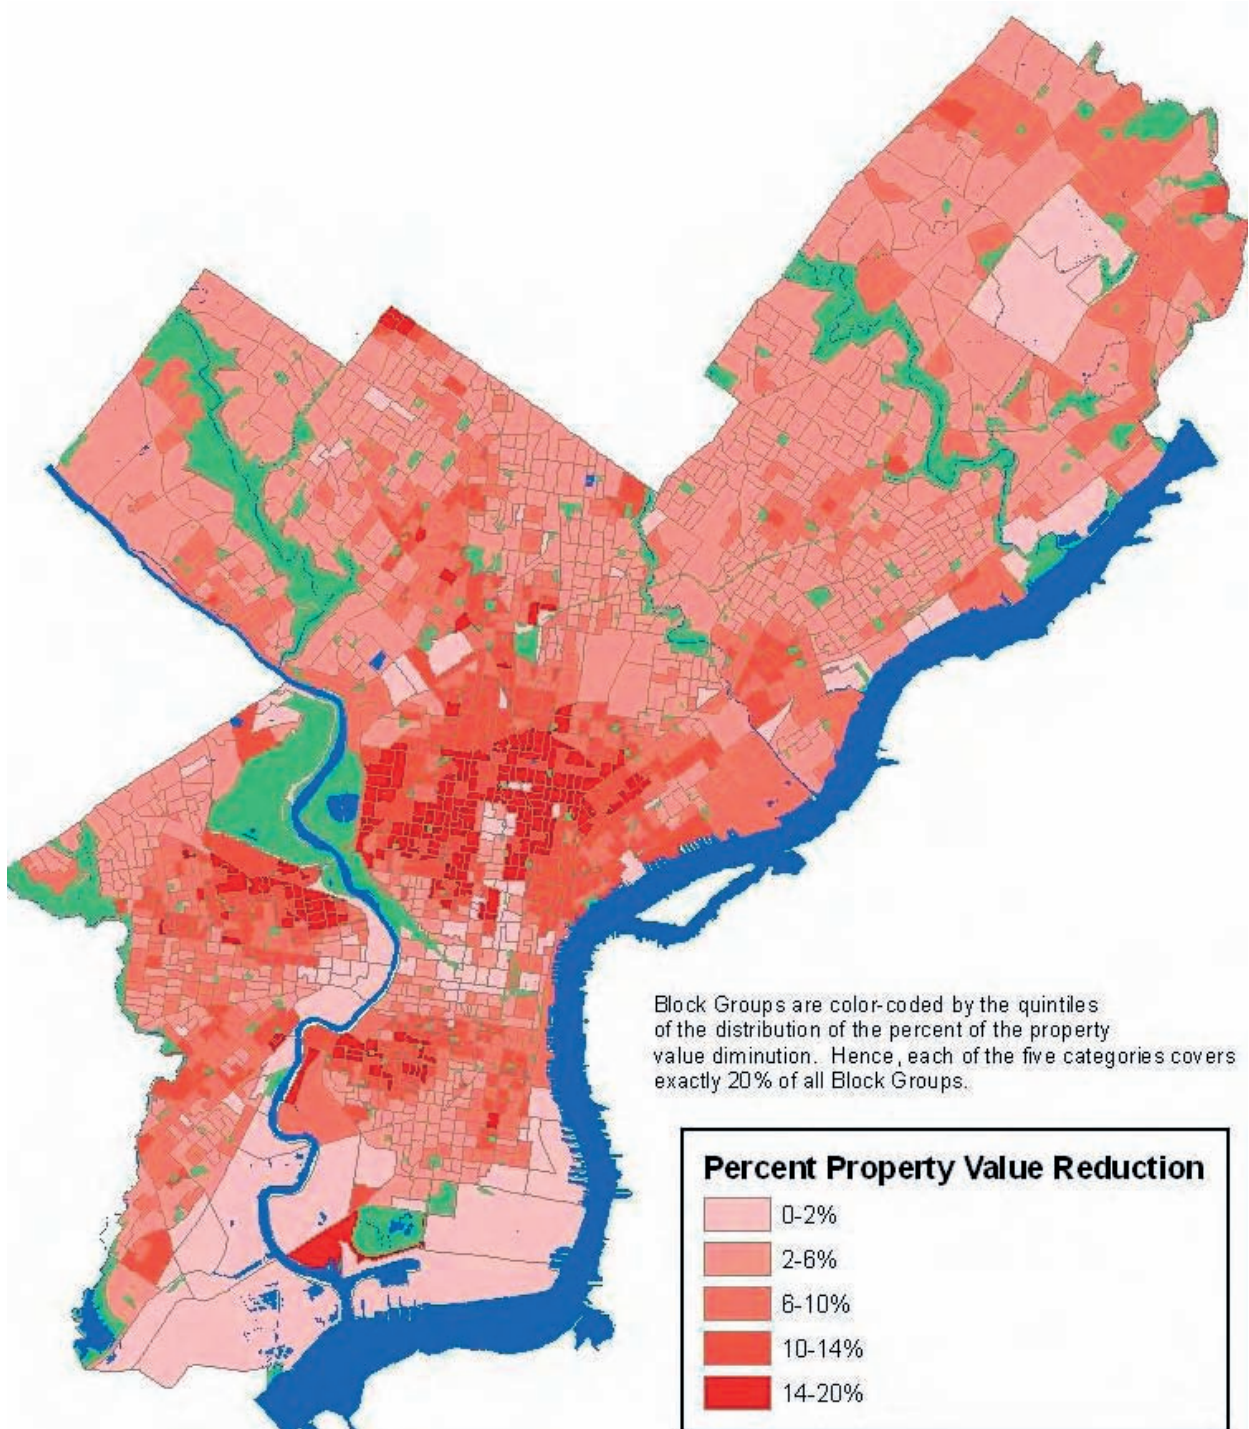 Block Groups are color-coded by the quintiles
of the distribution of the percent of the property
value diminution. Hence, each of the five categories covers
exactly 20% of all Block Groups.
Percent Property Value Reduction
0-2%
2-6%
6-10%
10-14%
14-20%